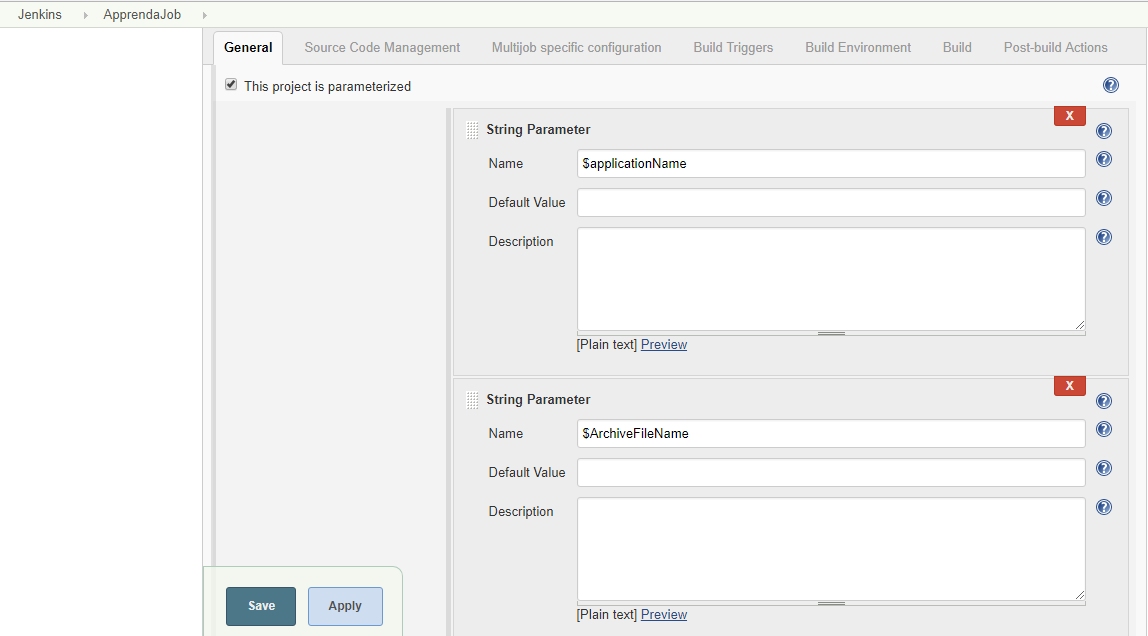 Jenkins ApprendaJob
General Source Code Management Multijob specific configuration Build Triggers Build Environment Build Post-build Actions
This project is parameterized
X
String Parameter
Name $applicationName
Default Value
Description
[Plain text] Preview
X
String Parameter
Name $ArchiveFileName
Default Value
Description
[Plain text] Preview
Save Apply